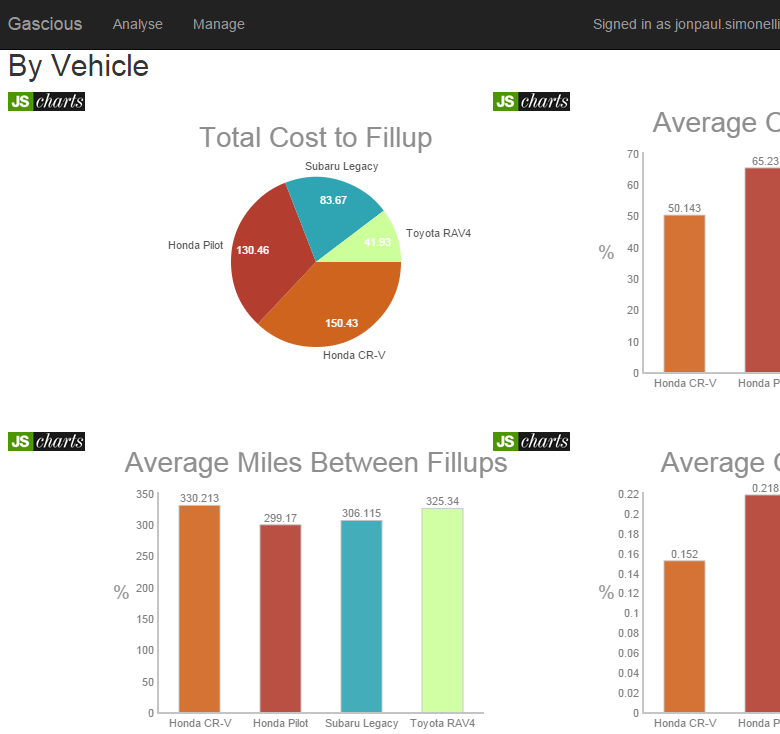 Gascious Analyse Manage Signed in as jonpaul.simonelli
By Vehicle
JS charts
Total Cost to Fillup
Subaru Legacy
83.67
Toyota RAV4
41.93
Honda Pilot
130.46
150.43
Honda CR-V
JS charts
Average C
70
60
50
40
30
20
10
0
%
50.143
65.23
Honda CR-V Honda P
JS charts
Average Miles Between Fillups
350
300
250
200
150
100
50
0
%
330.213
299.17
306.115
325.34
Honda CR-V Honda Pilot Subaru Legacy Toyota RAV4
JS charts
Average
0.22
0.2
0.18
0.16
0.14
0.12
0.1
0.08
0.06
0.04
0.02
0
%
0.152
0.218
Honda CR-V Honda P